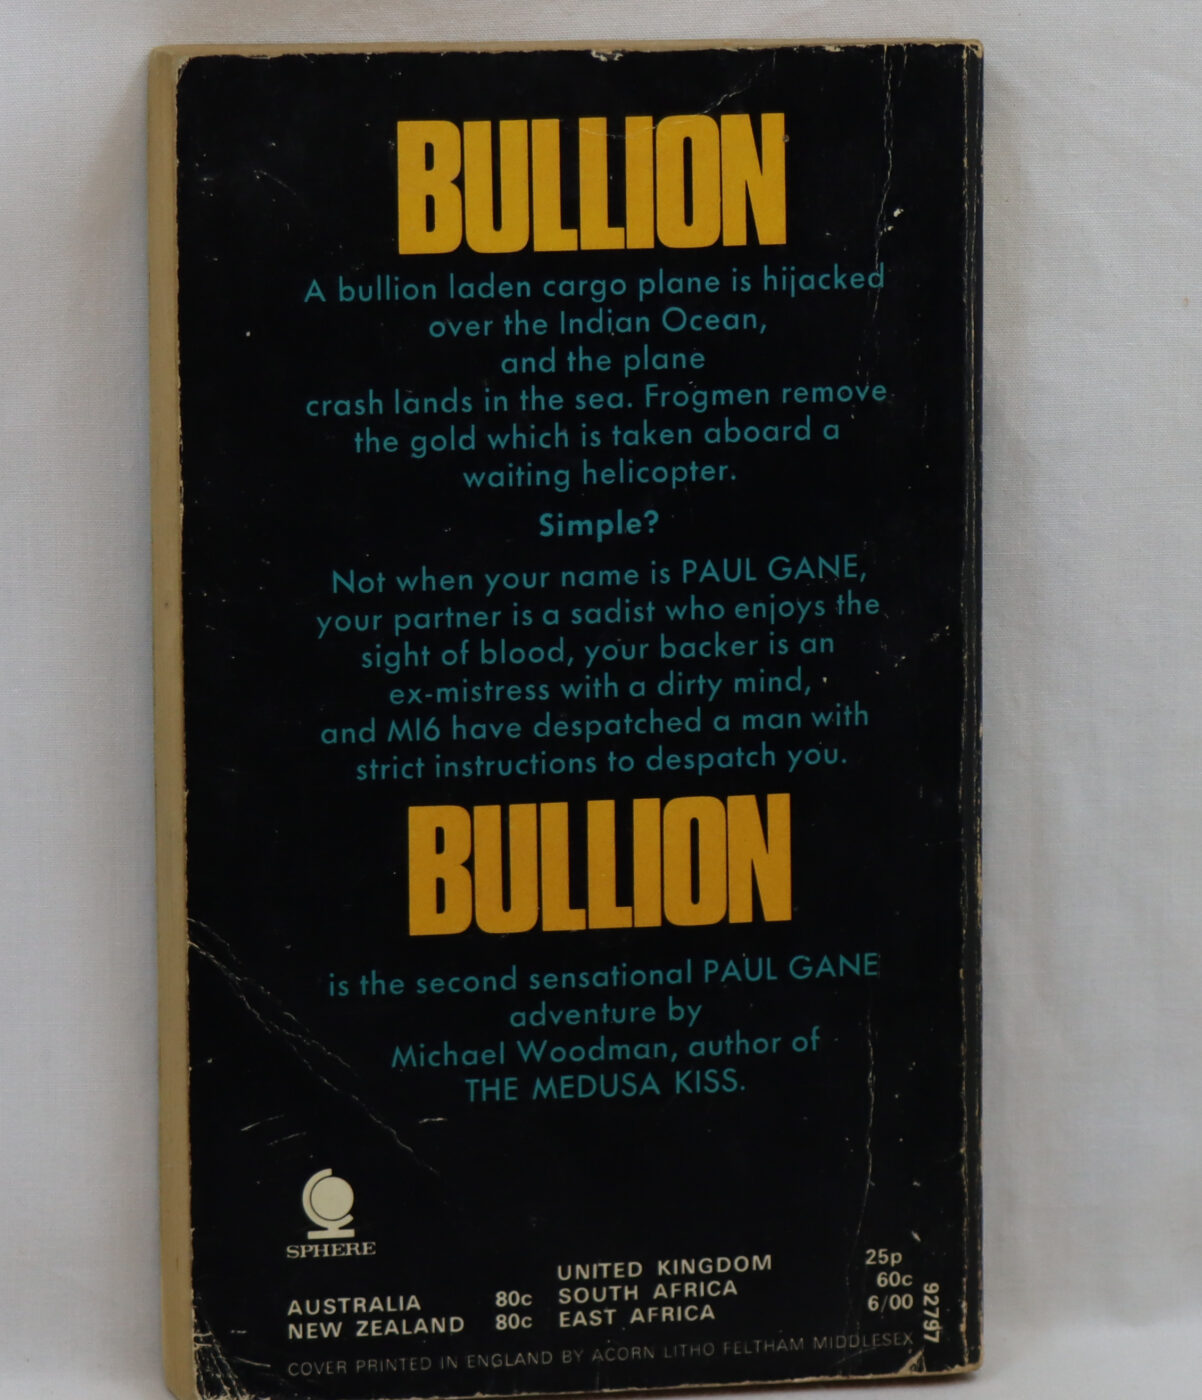 BULLION
A bullion laden cargo plane is hijacked
over the Indian Ocean,
and the plane
crash lands in the sea. Frogmen remove
the gold which is taken aboard a
waiting helicopter.
Simple?
Not when your name is PAUL GANE,
your partner is a sadist who enjoys the
sight of blood, your backer is an
ex-mistress with a dirty mind,
and MI6 have despatched a man with
strict instructions to despatch you.
BULLION
is the second sensational PAUL GANE
adventure by
Michael Woodman, author of
THE MEDUSA KISS.
SPHERE
UNITED KINGDOM 25p
AUSTRALIA 80c SOUTH AFRICA 60c
NEW ZEALAND 80c EAST AFRICA 6/00
COVER PRINTED IN ENGLAND BY ACORN LITHO FELTHAM MIDDLESEX
92797